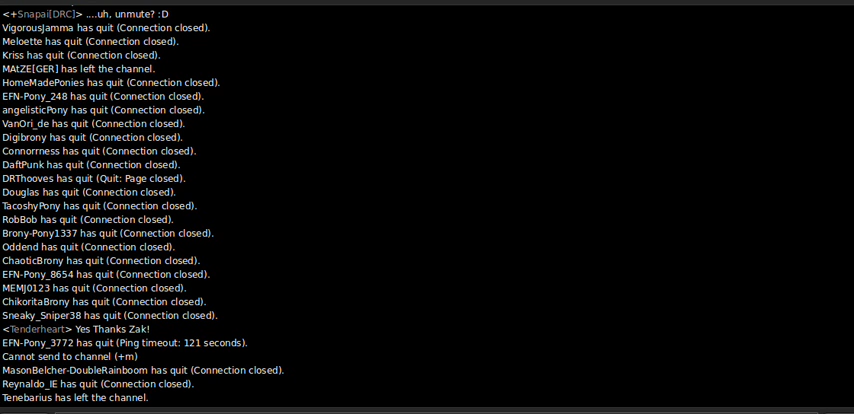 <+Snapai[DRC]> ....uh, unmute? :D
VigorousJamma has quit (Connection closed).
Meloette has quit (Connection closed).
Kriss has quit (Connection closed).
MAtZE[GER] has left the channel.
HomeMadePonies has quit (Connection closed).
EFN-Pony_248 has quit (Connection closed).
angelisticPony has quit (Connection closed).
VanOri_de has quit (Connection closed).
Digibrony has quit (Connection closed).
Connorrness has quit (Connection closed).
DaftPunk has quit (Connection closed).
DRThooves has quit (Quit: Page closed).
Douglas has quit (Connection closed).
TacoshyPony has quit (Connection closed).
RobBob has quit (Connection closed).
Brony-Pony1337 has quit (Connection closed).
Oddend has quit (Connection closed).
ChaoticBrony has quit (Connection closed).
EFN-Pony_8654 has quit (Connection closed).
MEMJ0123 has quit (Connection closed).
ChikoritaBrony has quit (Connection closed).
Sneaky_Sniper38 has quit (Connection closed).
<Tenderheart> Yes Thanks Zak!
EFN-Pony_3772 has quit (Ping timeout: 121 seconds).
Cannot send to channel (+m)
MasonBelcher-DoubleRainboom has quit (Connection closed).
Reynaldo_IE has quit (Connection closed).
Tenebarius has left the channel.